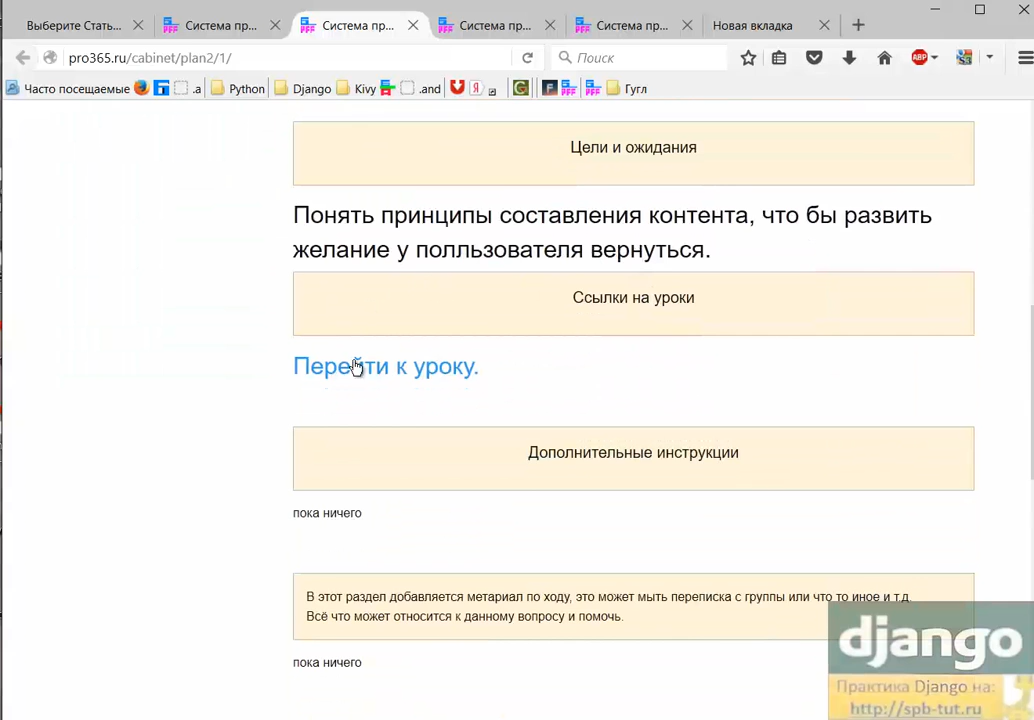 Выберите Стать...
Система пр...
Система пр...
Система пр...
Система пр...
Новая вкладка
pro365.ru/cabinet/plan2/1/
Поиск
ABP
Часто посещаемые
.a
Python
Django
Kivy
.and
Гугл
Цели и ожидания
Понять принципы составления контента, что бы развить
желание у полльзователя вернуться.
Ссылки на уроки
Перейти к уроку.
Дополнительные инструкции
пока ничего
В этот раздел добавляется метариал по ходу, это может мыть переписка с группы или что то иное и т.д.
Всё что может относится к данному вопросу и помочь.
пока ничего
django
Практика Django на:
http://spb-tut.ru